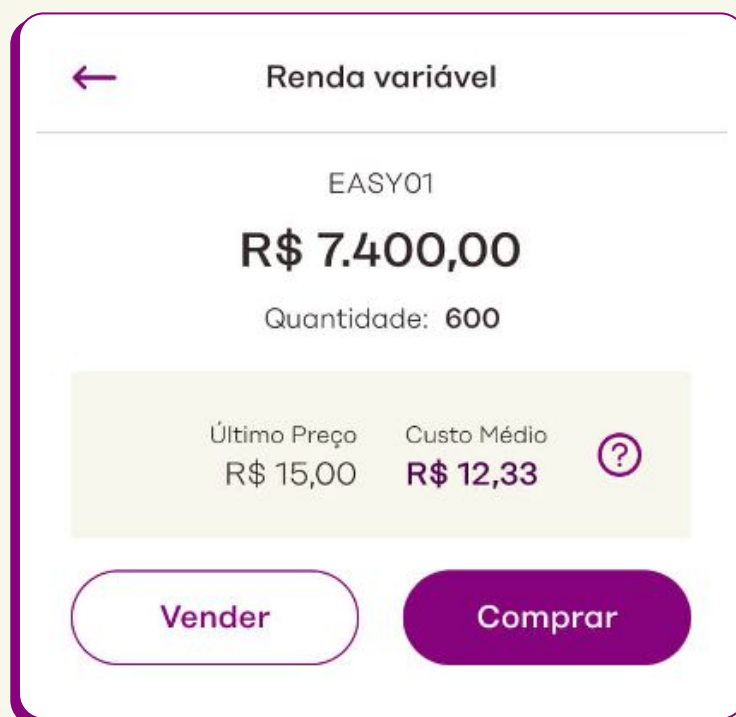 Renda variável
EASY01
R$ 7.400,00
Quantidade: 600
Último Preço Custo Médio
R$ 15,00 R$ 12,33 ?
Vender Comprar